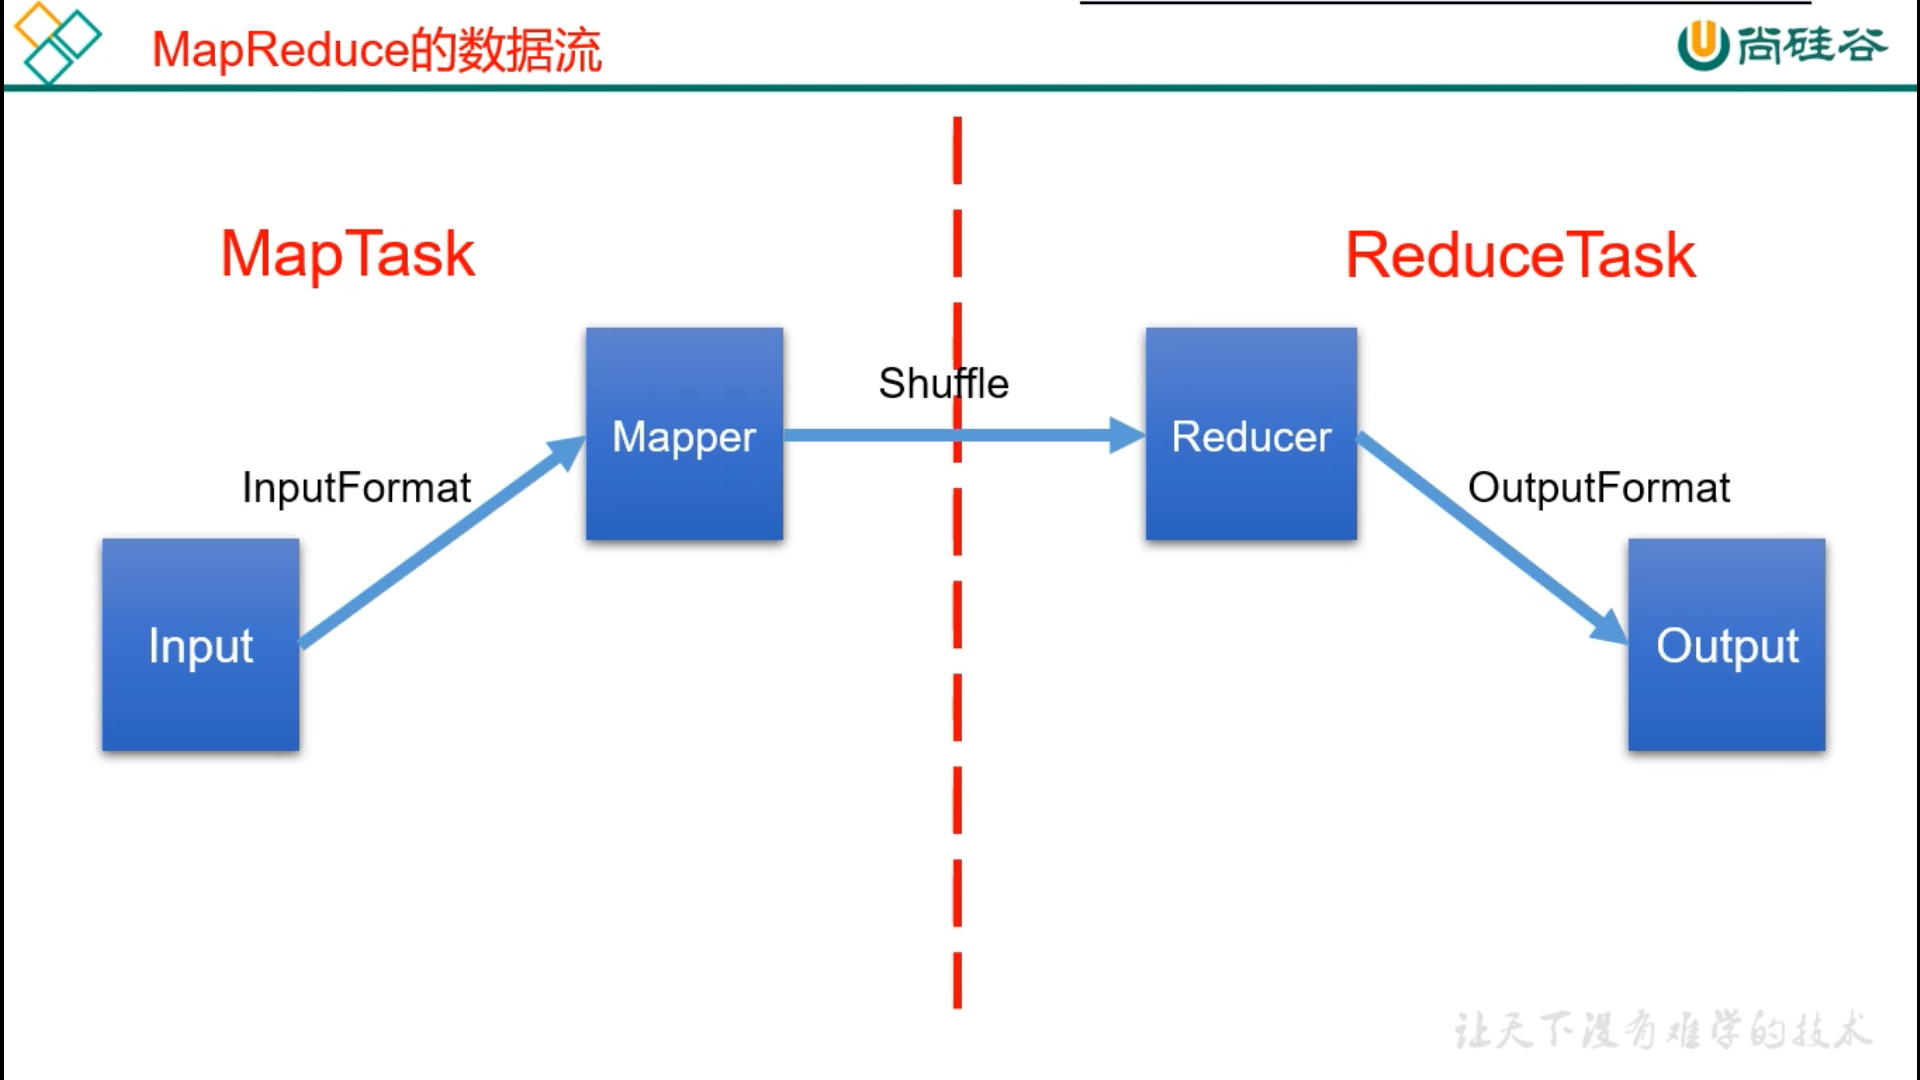 MapReduce的数据流
尚硅谷
MapTask
ReduceTask
Shuffle
Mapper
Reducer
InputFormat
OutputFormat
Input
Output
让天下没有难学的技术